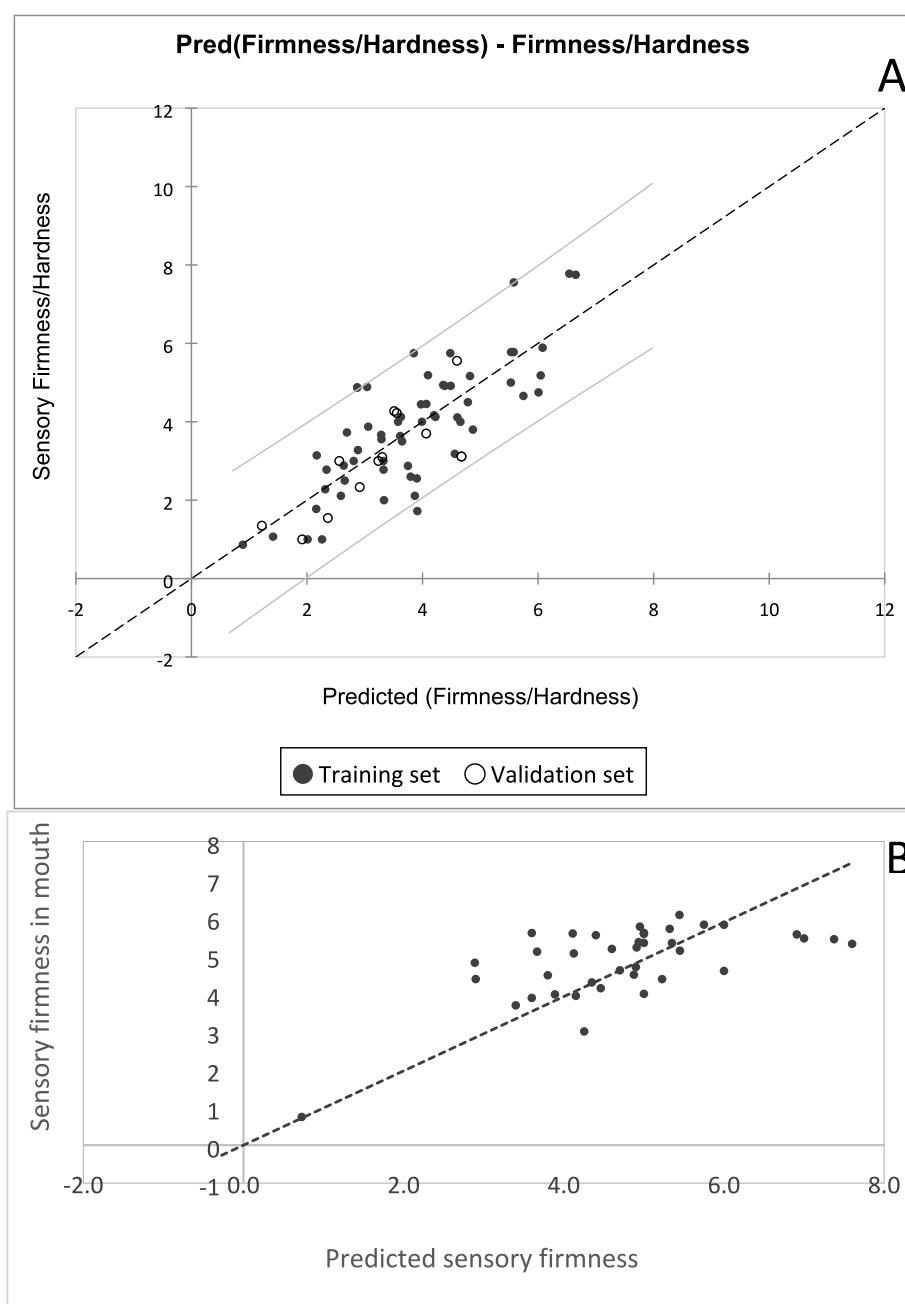 Pred(Firmness/Hardness) - Firmness/Hardness
A
Sensory Firmness/Hardness
12
10
8
6
4
2
0
-2
-2 0 2 4 6 8 10 12
Predicted (Firmness/Hardness)
Training set Validation set
B
Sensory firmness in mouth
8
7
6
5
4
3
2
1
0
-1
-2.0 0.0 2.0 4.0 6.0 8.0
Predicted sensory firmness